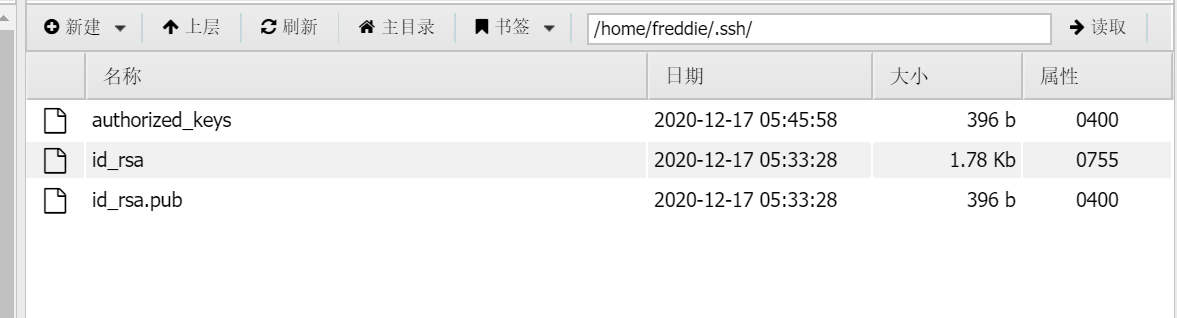 新建 上层 刷新 主目录 书签 /home/freddie/.ssh/ 读取
名称 日期 大小 属性
authorized_keys 2020-12-17 05:45:58 396 b 0400
id_rsa 2020-12-17 05:33:28 1.78 Kb 0755
id_rsa.pub 2020-12-17 05:33:28 396 b 0400